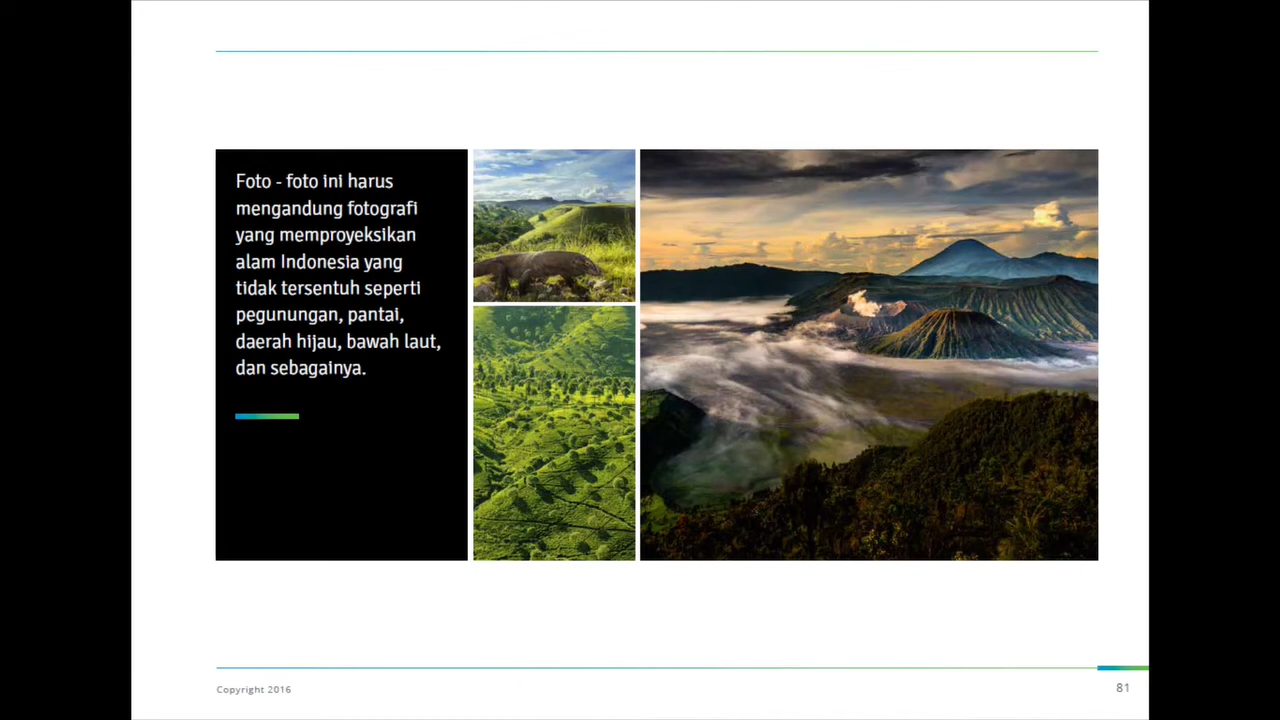 Foto - foto ini harus
mengandung fotografi
yang memproyeksikan
alam Indonesia yang
tidak tersentuh seperti
pegunungan, pantai,
daerah hijau, bawah laut,
dan sebagainya.
Copyright 2016
81